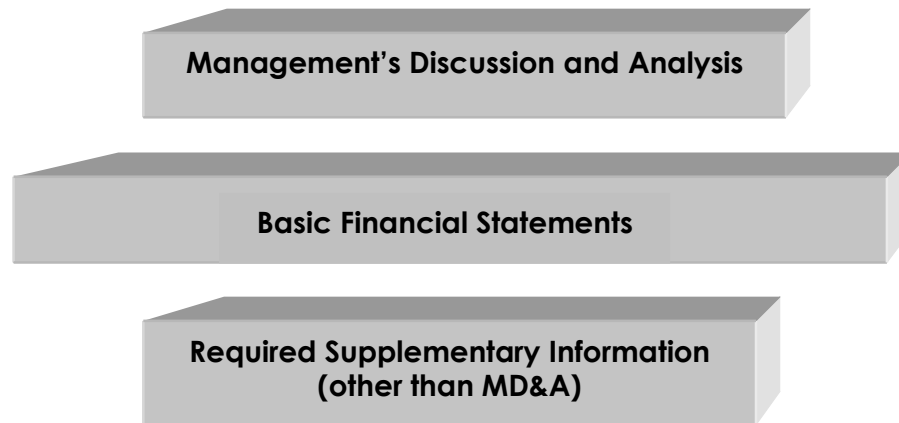 Management’s Discussion and Analysis
Basic Financial Statements
Required Supplementary Information
(other than MD&A)